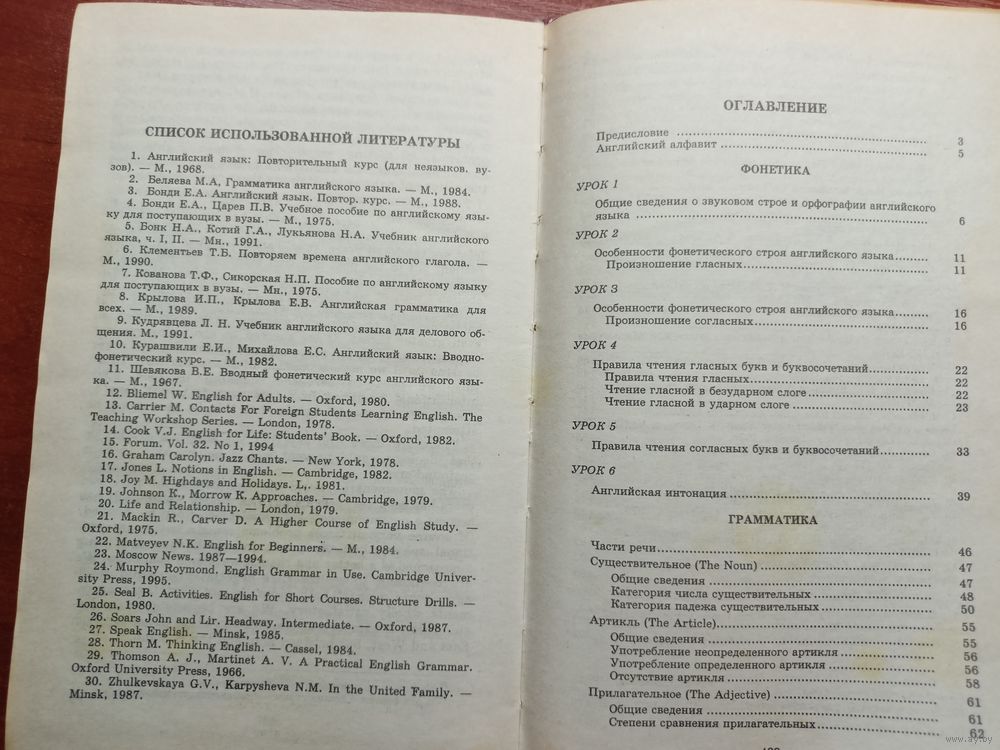 СПИСОК ИСПОЛЬЗОВАННОЙ ЛИТЕРАТУРЫ
1. Английский язык: Повторительный курс (для неязыков. ву-
зов). — М., 1968.
2. Беляева М.А, Грамматика английского языка. — М., 1984.
3. Бонди Е.А. Английский язык. Повтор. курс. — М., 1988.
4. Бонди Е.А., Царев П.В. Учебное пособие по английскому язы-
ку для поступающих в вузы. — М., 1975.
5. Бонк Н.А., Котий Г.А., Лукьянова Н.А. Учебник английского
языка, ч. I, П. — Мн., 1991.
6. Клементьев Т.Б. Повторяем времена английского глагола. —
М., 1990.
7. Кованова Т.Ф., Сикорская Н.П. Пособие по английскому языку
для поступающих в вузы. — Мн., 1975.
8. Крылова И.П., Крылова Е.В. Английская грамматика для
всех. — М., 1989.
9. Кудрявцева Л. Н. Учебник английского языка для делового об-
щения. М., 1991.
10. Курашвили Е.И., Михайлова Е.С. Английский язык: Вводно-
фонетический курс. — М., 1982.
11. Шевякова В.Е. Вводный фонетический курс английского язы-
ка. — М., 1967.
12. Bliemel W. English for Adults. — Oxford, 1980.
13. Carrier M. Contacts For Foreign Students Learning English. The
Teaching Workshop Series. — London, 1978.
14. Cook V.J. English for Life: Students' Book. — Oxford, 1982.
15. Forum. Vol. 32. No 1, 1994
16. Graham Carolyn. Jazz Chants. — New York, 1978.
17. Jones L. Notions in English. — Cambridge, 1982.
18. Joy M. Highdays and Holidays. L,. 1981.
19. Johnson K., Morrow K. Approaches. — Cambridge, 1979.
20. Life and Relationship. — London, 1979.
21. Mackin R., Carver D. A Higher Course of English Study. —
Oxford, 1975.
22. Matveyev N.K. English for Beginners. — M., 1984.
23. Moscow News. 1987—1994.
24. Murphy Roymond. English Grammar in Use. Cambridge Univer-
sity Press, 1995.
25. Seal B. Activities. English for Short Courses. Structure Drills. —
London, 1980.
26. Soars John and Lir. Headway. Intermediate. — Oxford, 1987.
27. Speak English. — Minsk, 1985.
28. Thorn M. Thinking English. — Cassel, 1984.
29. Thomson A. J., Martinet A. V. A Practical English Grammar.
Oxford University Press, 1966.
30. Zhulkevskaya G.V., Karpysheva N.M. In the United Family. —
Minsk, 1987.
ОГЛАВЛЕНИЕ
Предисловие 3
Английский алфавит 5
ФОНЕТИКА
УРОК 1
Общие сведения о звуковом строе и орфографии английского
языка 6
УРОК 2
Особенности фонетического строя английского языка 11
Произношение гласных 11
УРОК 3
Особенности фонетического строя английского языка 16
Произношение согласных 16
УРОК 4
Правила чтения гласных букв и буквосочетаний 22
Правила чтения гласных 22
Чтение гласной в безударном слоге 22
Чтение гласной в ударном слоге 23
УРОК 5
Правила чтения согласных букв и буквосочетаний 33
УРОК 6
Английская интонация 39
ГРАММАТИКА
Части речи 46
Существительное (The Noun) 47
Общие сведения 47
Категория числа существительных 48
Категория падежа существительных 50
Артикль (The Article) 55
Общие сведения 55
Употребление неопределенного артикля 56
Употребление определенного артикля 56
Отсутствие артикля 58
Прилагательное (The Adjective) 61
Общие сведения 61
Степени сравнения прилагательных 62
www.ay.by